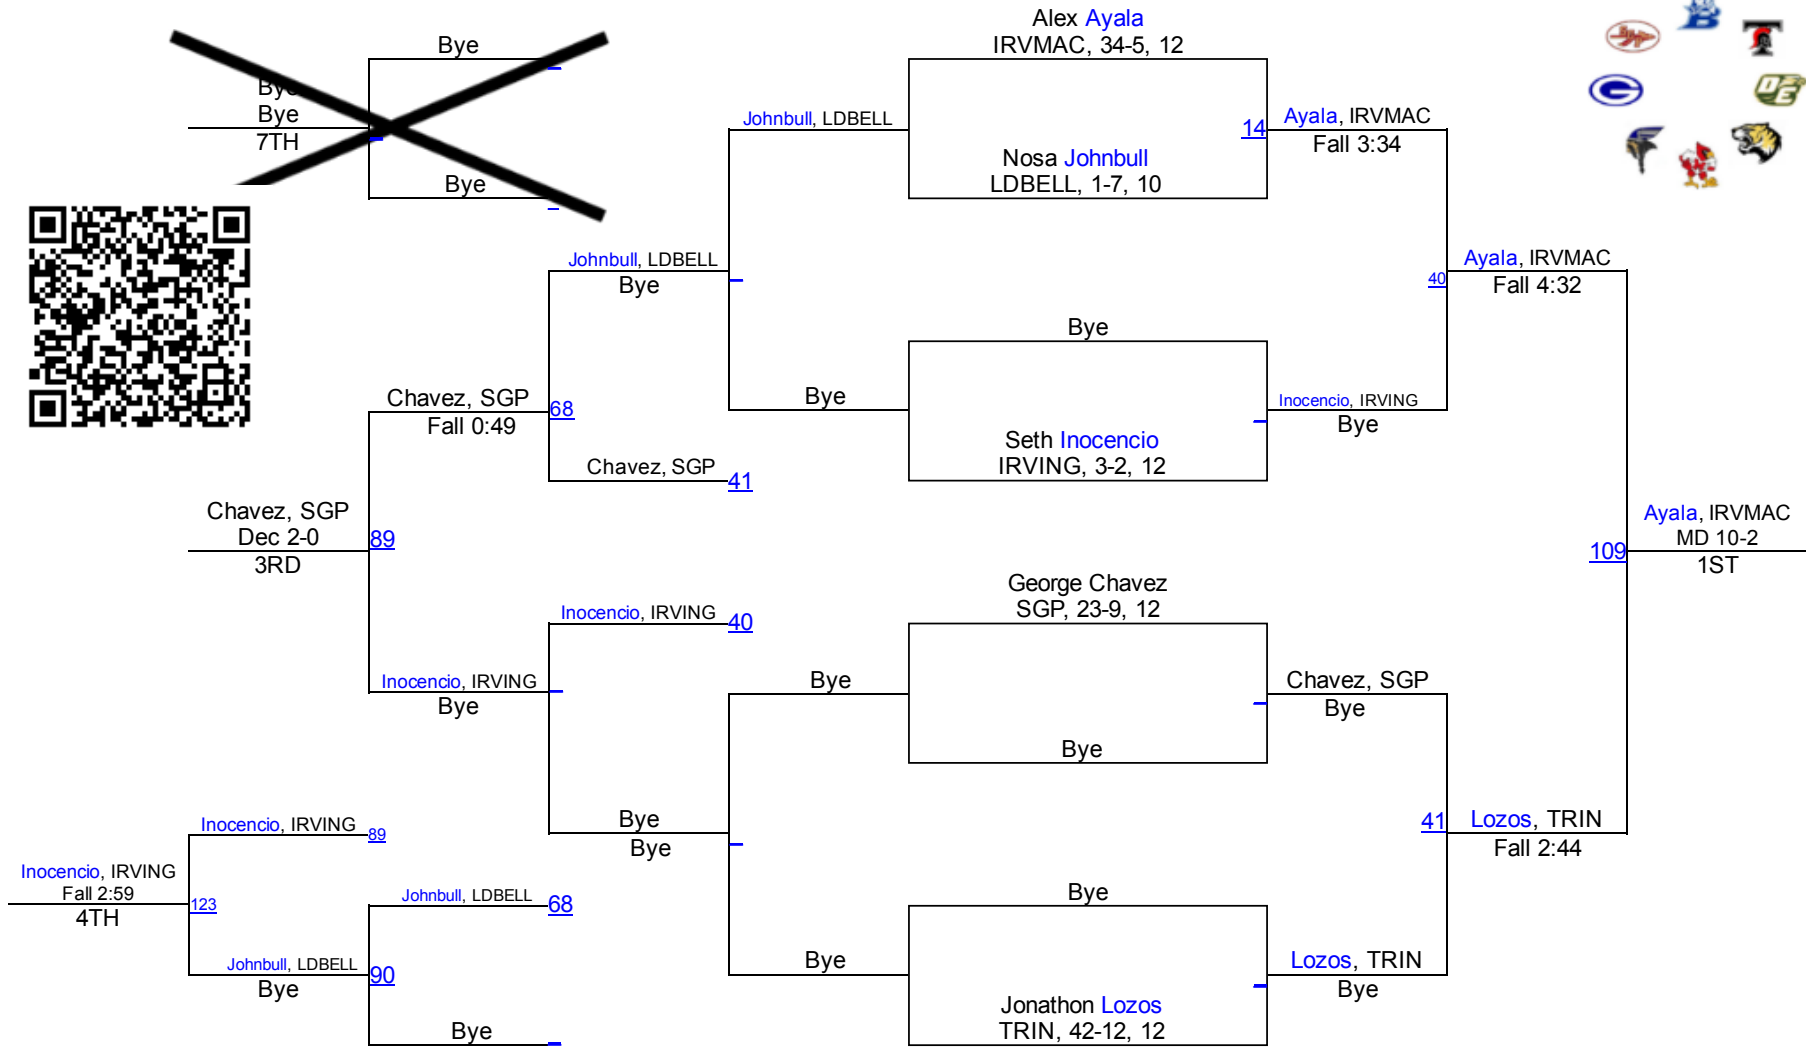 Bye
Bye
Bye
7TH
Bye
Alex Ayala
IRVMAC, 34-5, 12
Johnbull, LDBELL
14
Ayala, IRVMAC
Fall 3:34
Nosa Johnbull
LDBELL, 1-7, 10
Johnbull, LDBELL
Bye
40
Ayala, IRVMAC
Fall 4:32
Bye
Chavez, SGP
Fall 0:49
68
Bye
Inocencio, IRVING
Bye
Seth Inocencio
IRVING, 3-2, 12
Chavez, SGP
41
Chavez, SGP
Dec 2-0
3RD
89
109
Ayala, IRVMAC
MD 10-2
1ST
George Chavez
SGP, 23-9, 12
Inocencio, IRVING
40
Inocencio, IRVING
Bye
Bye
Chavez, SGP
Bye
Bye
Inocencio, IRVING
89
Bye
Bye
41
Lozos, TRIN
Fall 2:44
Inocencio, IRVING
Fall 2:59
4TH
123
Johnbull, LDBELL
68
Bye
Johnbull, LDBELL
Bye
90
Bye
Lozos, TRIN
Bye
Jonathon Lozos
TRIN, 42-12, 12
Bye